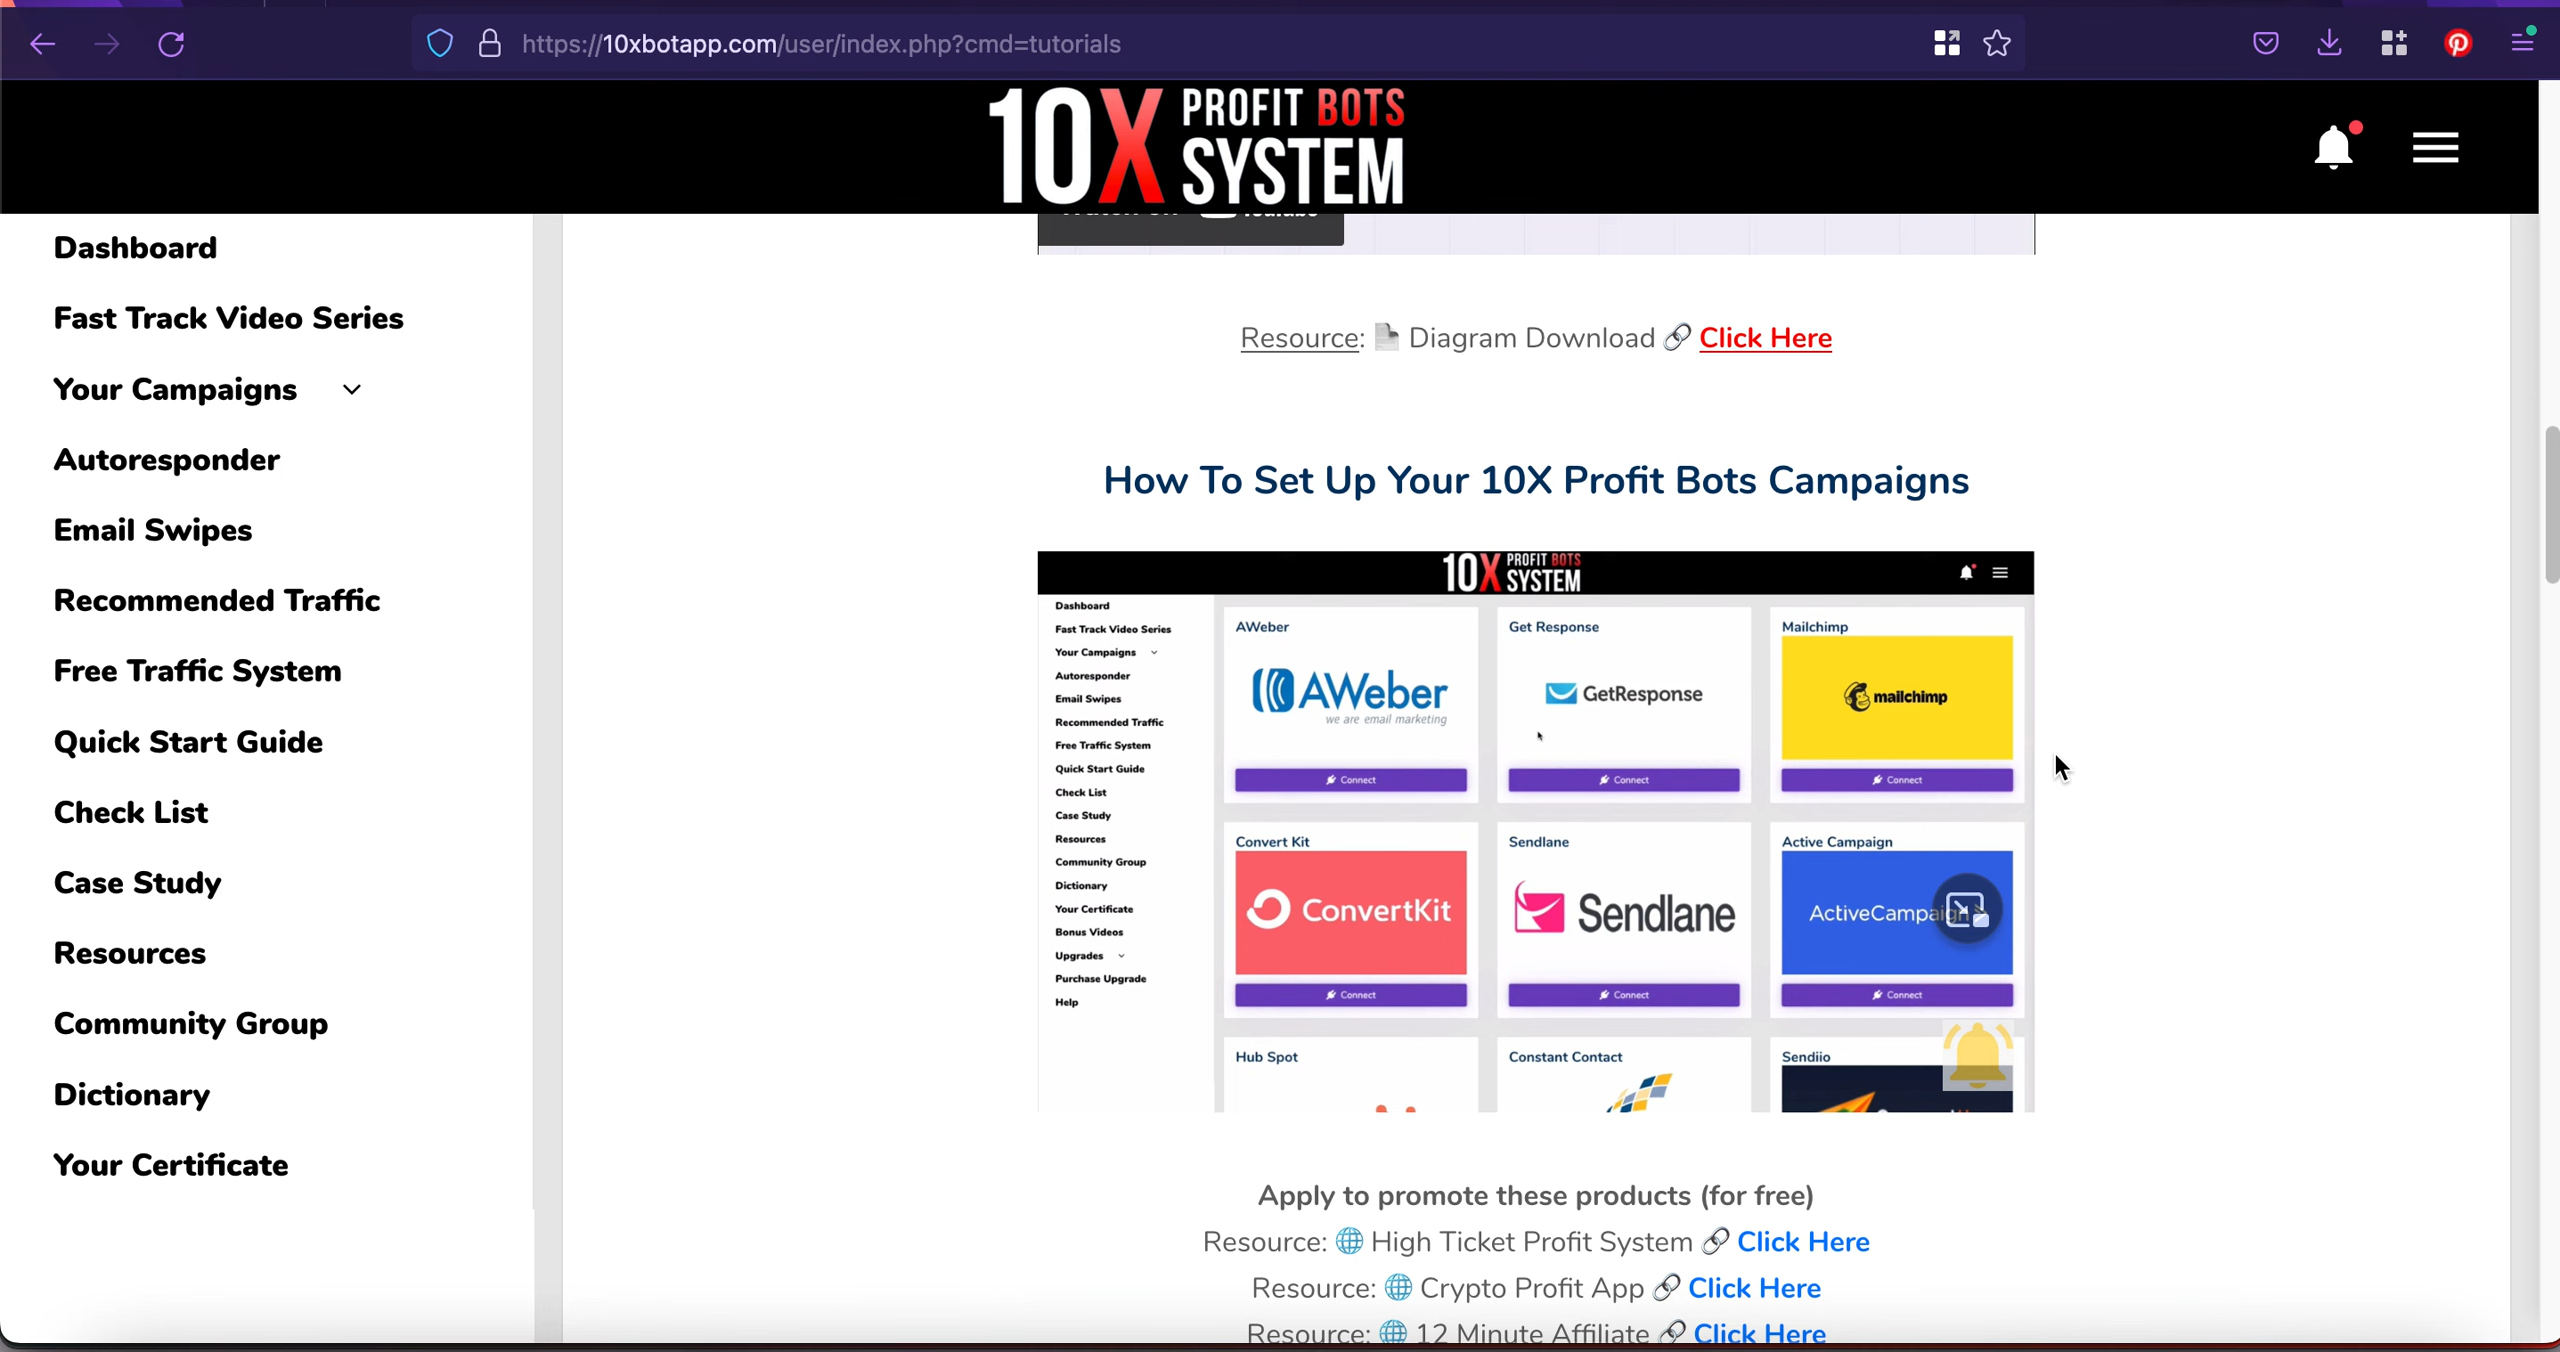 https://10xbotapp.com/user/index.php?cmd=tutorials
10X PROFIT BOTS SYSTEM
Dashboard
Fast Track Video Series
Your Campaigns
Autoresponder
Email Swipes
Recommended Traffic
Free Traffic System
Quick Start Guide
Check List
Case Study
Resources
Community Group
Dictionary
Your Certificate
Resource: Diagram Download Click Here
How To Set Up Your 10X Profit Bots Campaigns
10X PROFIT BOTS SYSTEM
Dashboard
Fast Track Video Series
Your Campaigns
Autoresponder
Email Swipes
Recommended Traffic
Free Traffic System
Quick Start Guide
Check List
Case Study
Resources
Community Group
Dictionary
Your Certificate
Bonus Videos
Upgrades
Purchase Upgrade
Help
AWeber
AWeber
we are email marketing
Connect
Get Response
GetResponse
Connect
Mailchimp
mailchimp
Connect
Convert Kit
ConvertKit
Connect
Sendlane
Sendlane
Connect
Active Campaign
ActiveCampaign
Connect
Hub Spot
Constant Contact
Sendiio
Apply to promote these products (for free)
Resource: High Ticket Profit System Click Here
Resource: Crypto Profit App Click Here
Resource: 12 Minute Affiliate Click Here